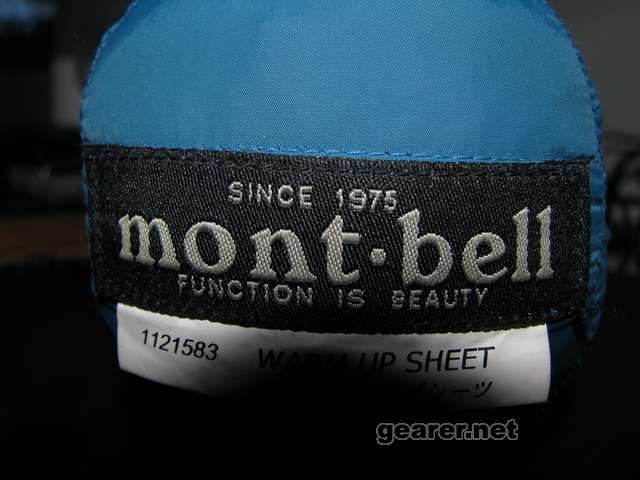 SINCE 1975
mont·bell
FUNCTION IS BEAUTY
1121583 WARM UP SHEET
シーツ
gearer.net